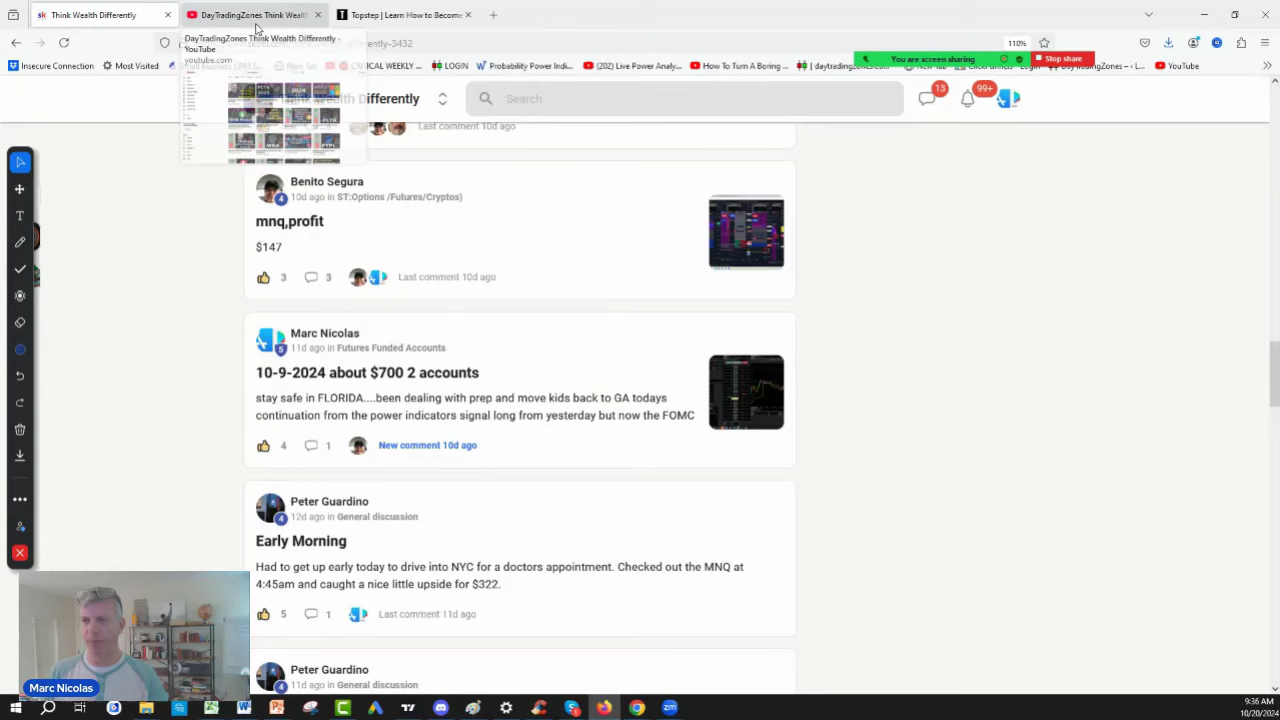 Think Wealth Differently
DayTradingZones Think Wealth
Topstep | Learn How to Become
DayTradingZones Think Wealth Differently -
YouTube
youtube.com
110%
Insecure Connection
Most Visited
LOGIN
Probability Power Indi...
(202) Power Analy...
How To Turn A Boring ...
YouTube
You are screen sharing
Stop share
13
99+
Last comment 10d ago
Benito Segura
4
10d ago in ST:Options /Futures/Cryptos)
mnq,profit
$147
3
3
Last comment 10d ago
Marc Nicolas
5
11d ago in Futures Funded Accounts
10-9-2024 about $700 2 accounts
stay safe in FLORIDA....been dealing with prep and move kids back to GA todays
continuation from the power indicators signal long from yesterday but now the FOMC
4
1
New comment 10d ago
Peter Guardino
4
12d ago in General discussion
Early Morning
Had to get up early today to drive into NYC for a doctors appointment. Checked out the MNQ at
4:45am and caught a nice little upside for $322.
5
1
Last comment 11d ago
Peter Guardino
4
11d ago in General discussion
Mark Nicolas
9:36 AM
10/20/2024